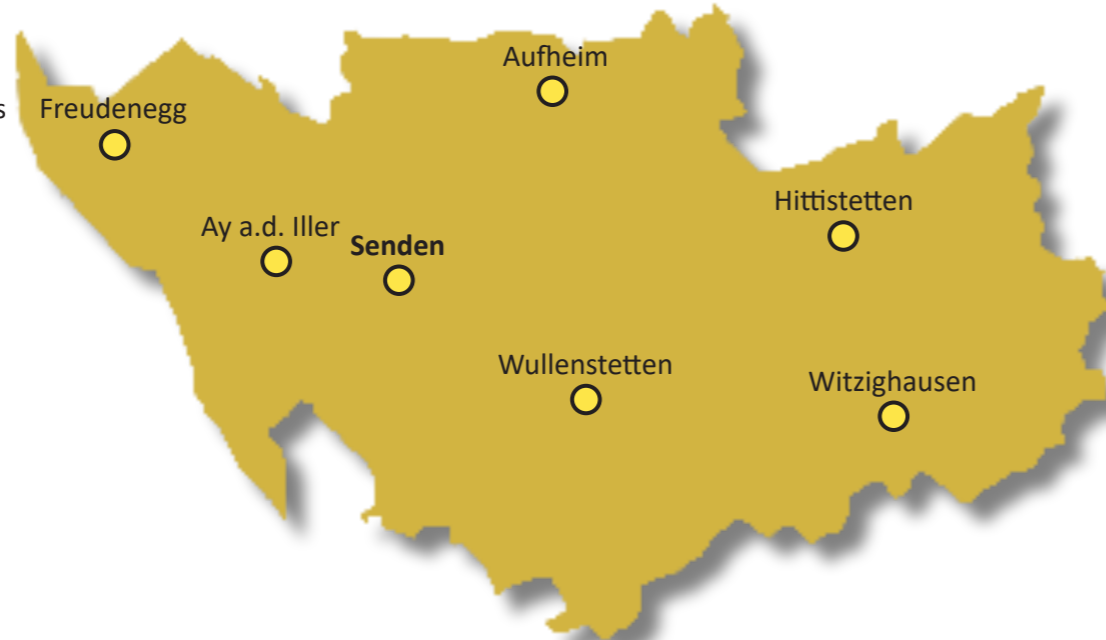 Aufheim
s Freudenegg
Hittistetten
Ay a.d. Iller
Senden
Wullenstetten
Witzighausen